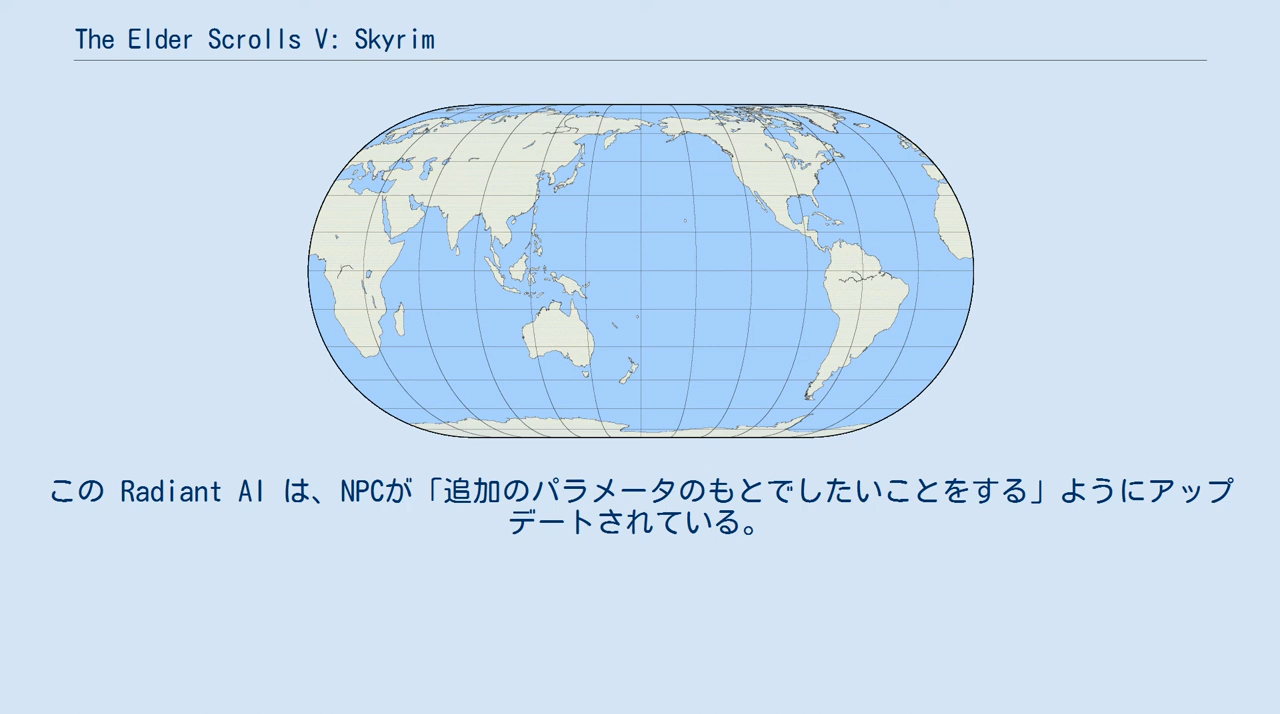 The Elder Scrolls V: Skyrim
この Radiant AI は、NPCが「追加のパラメータのもとでしたいことをする」ようにアップ
デートされている。